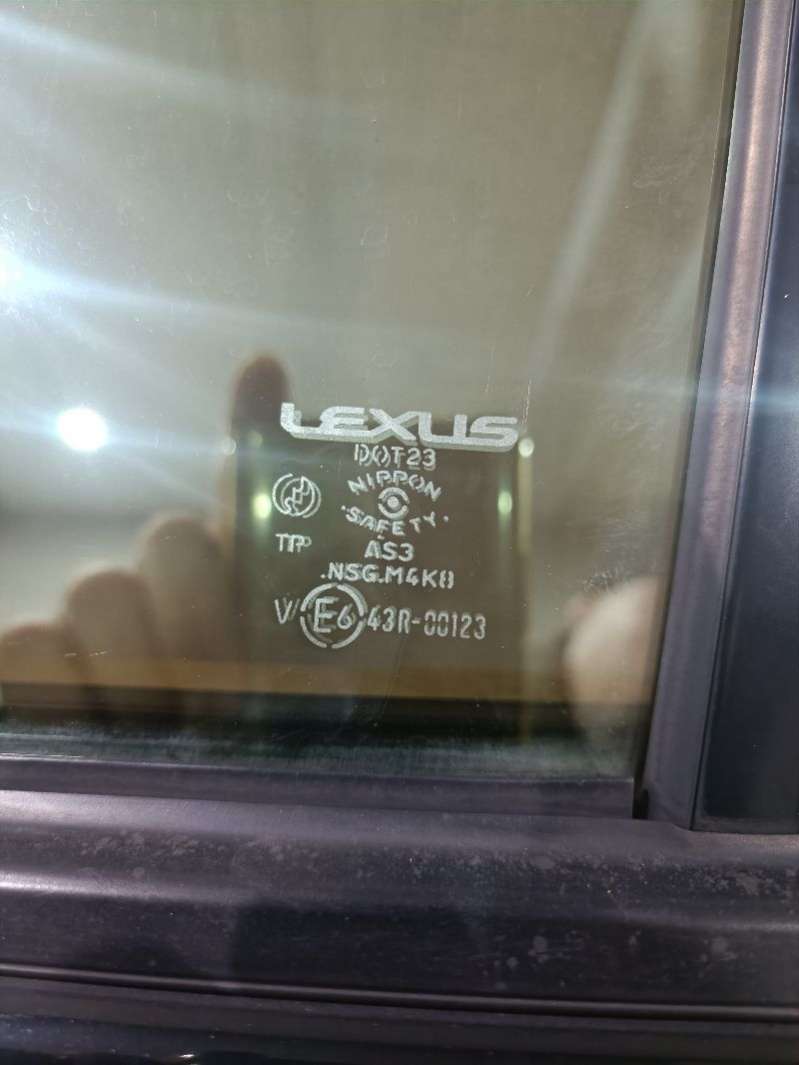 LEXUS
DOT23
NIPPON
·SAFETY·
TP
AS3
.NSG.M4K8
V E6 43R-00123